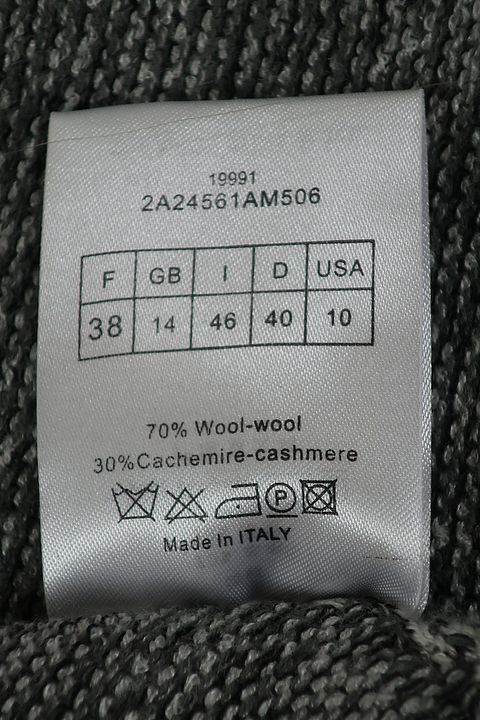 19991
2A24561AM506
F GB I D USA
38 14 46 40 10
70% Wool-wool
30%Cachemire-cashmere
P
Made In ITALY